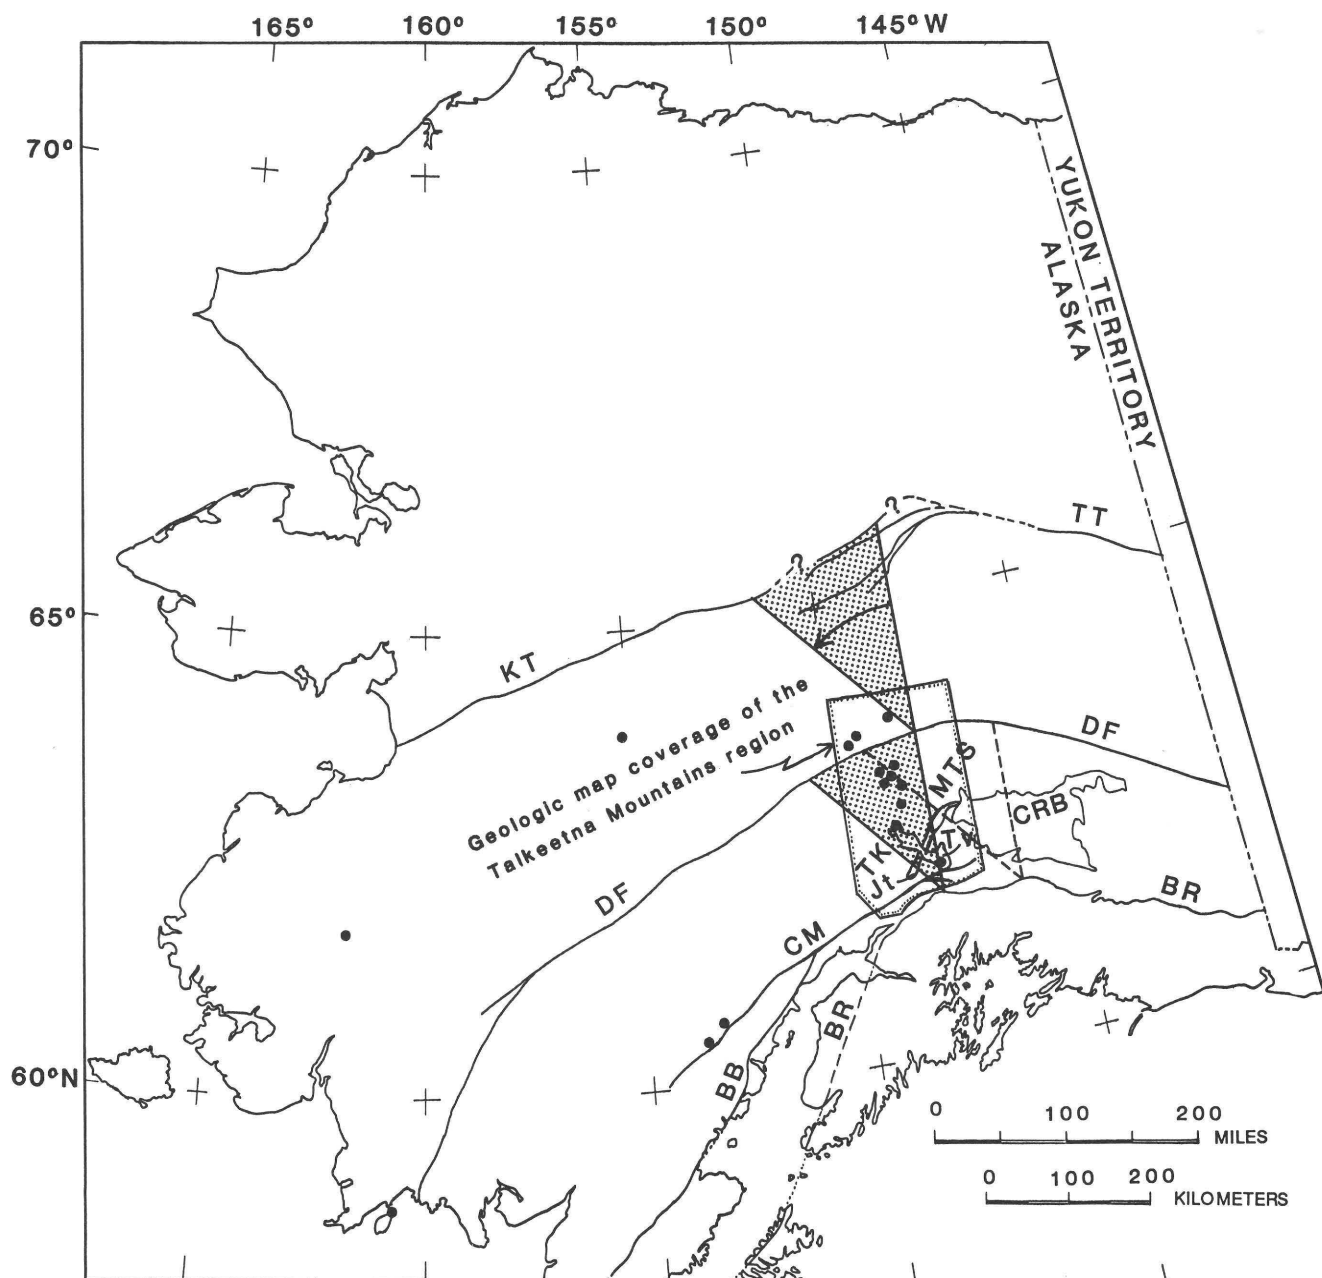 165° 160° 155° 150° 145° W
70°
YUKON TERRITORY
ALASKA
TT
65°
KT
Geologic map coverage of the
Talkeetna Mountains region
DF
MTS
CRB
TK
Jt
DF
BR
CM
BR
BB
60°N
0 100 200
MILES
0 100 200
KILOMETERS
?
?